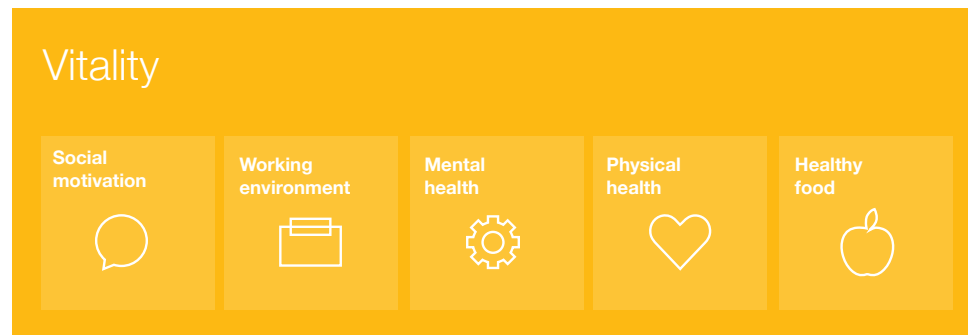 Vitality
Social
motivation
Working
environment
Mental
health
Physical
health
Healthy
food